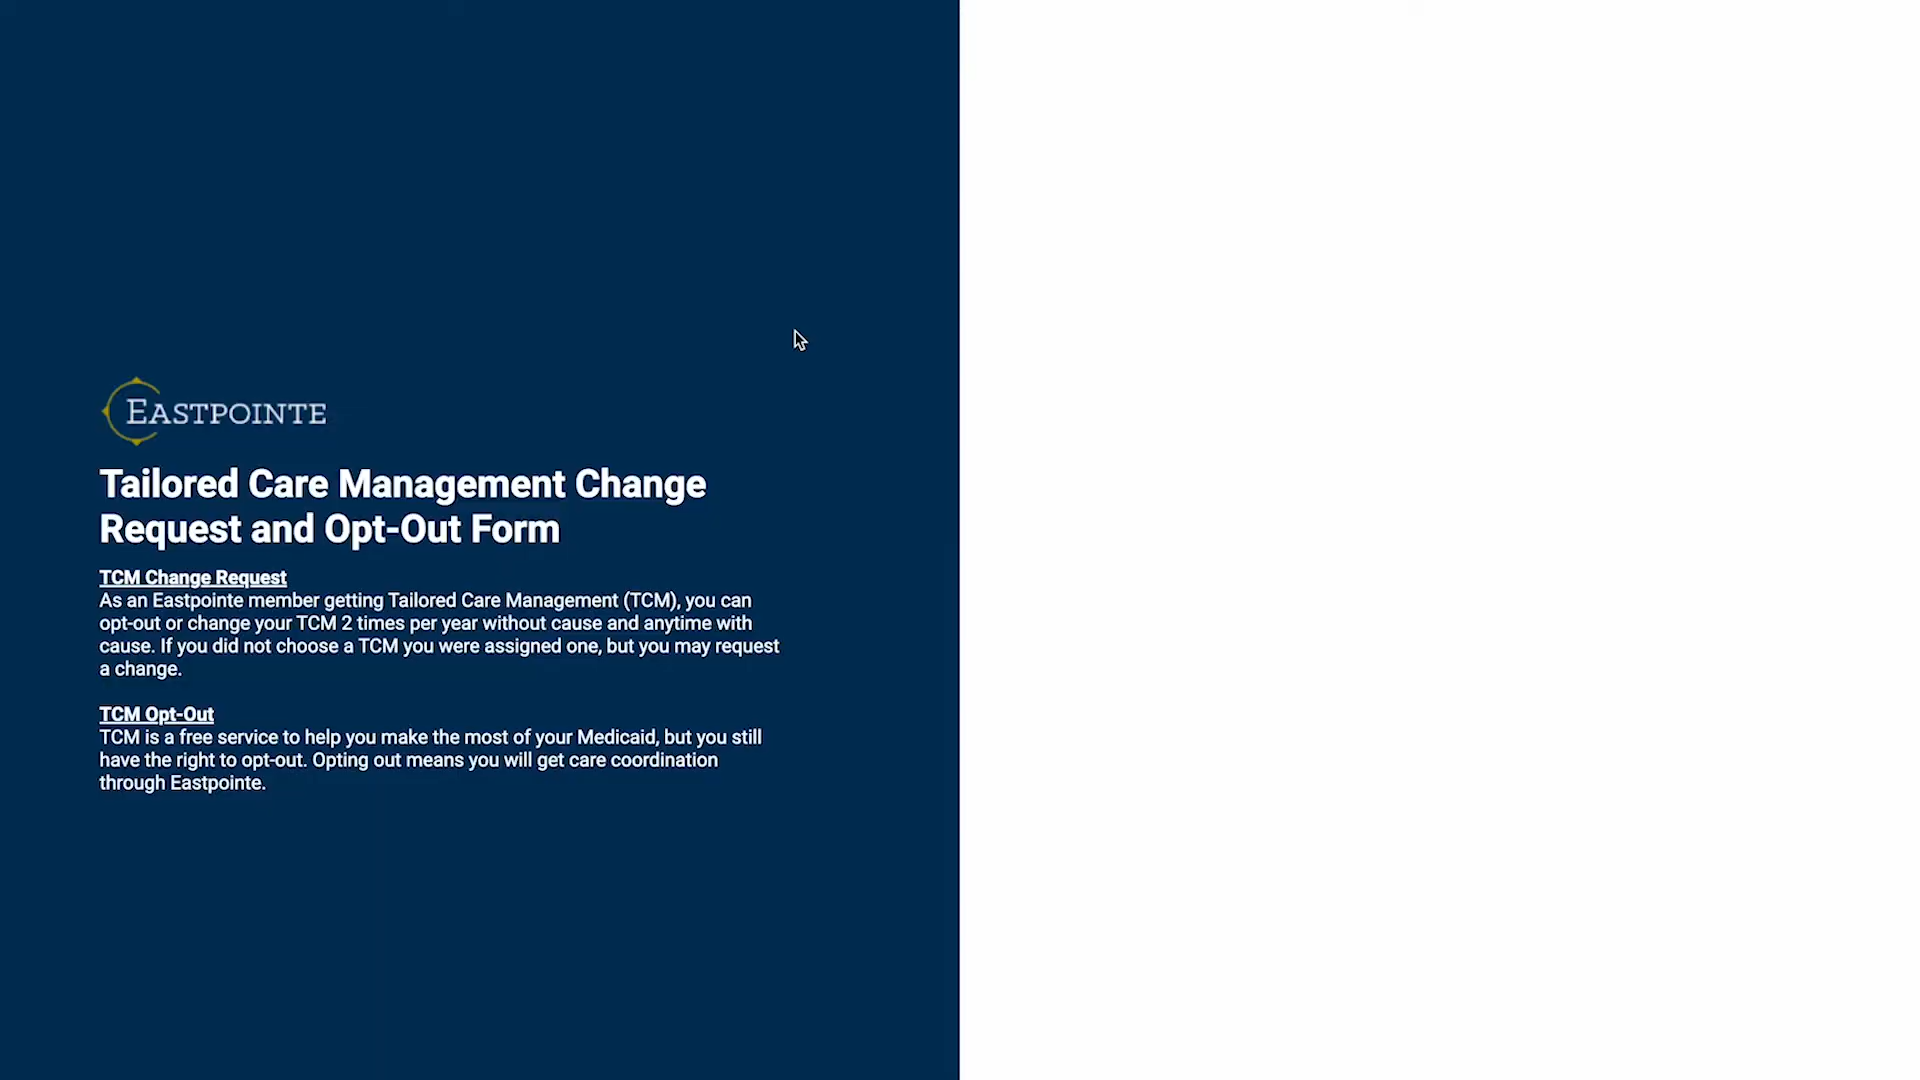 EASTPOINTE
Tailored Care Management Change
Request and Opt-Out Form
TCM Change Request
As an Eastpointe member getting Tailored Care Management (TCM), you can
opt-out or change your TCM 2 times per year without cause and anytime with
cause. If you did not choose a TCM you were assigned one, but you may request
a change.
TCM Opt-Out
TCM is a free service to help you make the most of your Medicaid, but you still
have the right to opt-out. Opting out means you will get care coordination
through Eastpointe.